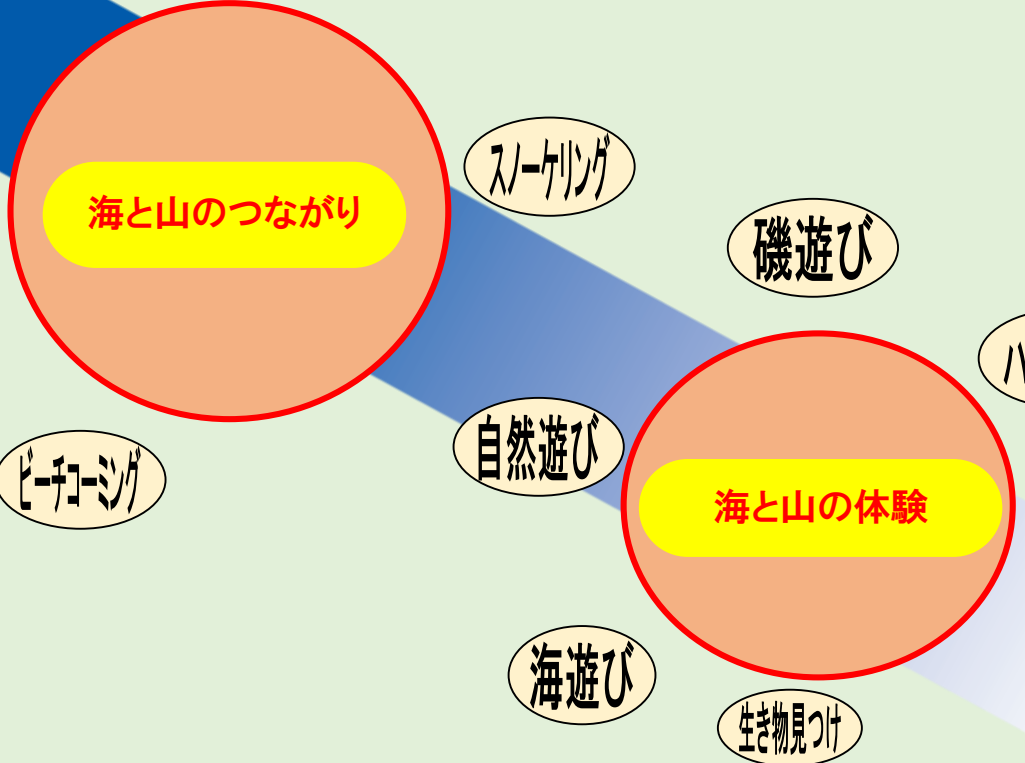 海と山のつながり
スノーケリング
磯遊び
ビーチコーミング
自然遊び
海と山の体験
海遊び
生き物見つけ